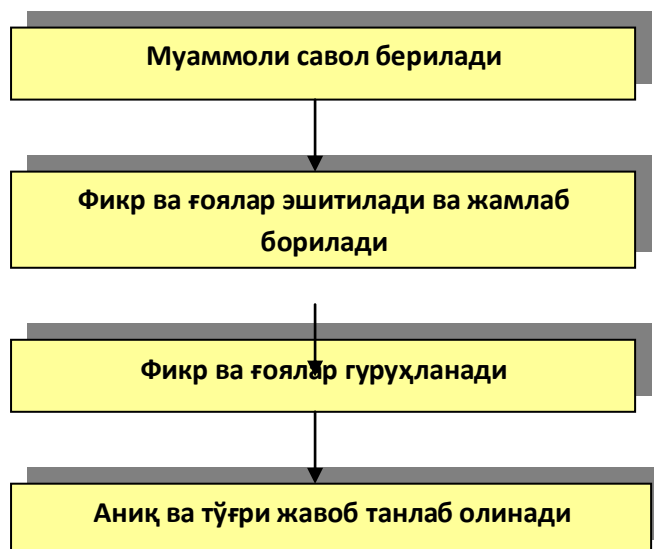 Муаммоли савол берилади
Фикр ва ғоялар эшитилади ва жамлаб
борилади
Фикр ва ғоялар гуруҳланади
Аниқ ва тўғри жавоб танлаб олинади